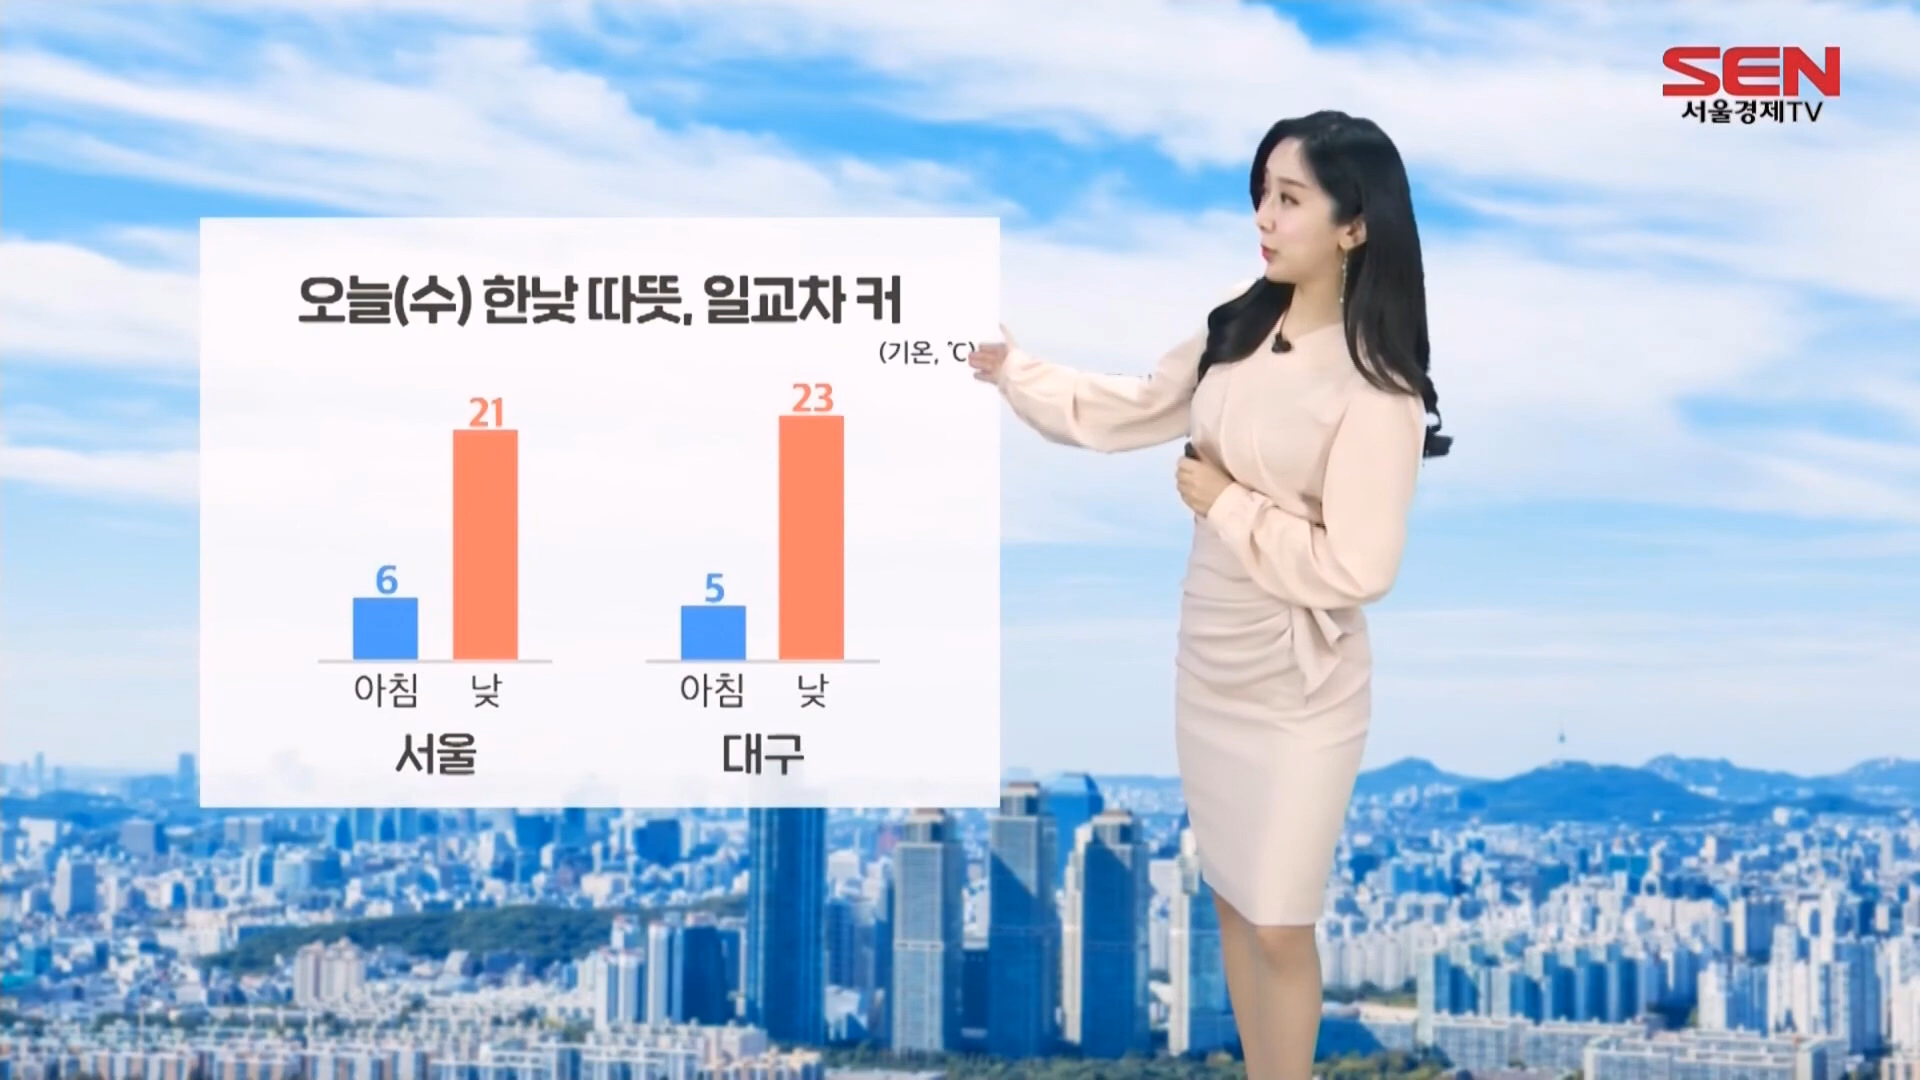 SEN
서울경제TV
오늘(수) 한낮 따뜻, 일교차 커
(기온, ℃)
6
21
아침
낮
서울
5
23
아침
낮
대구